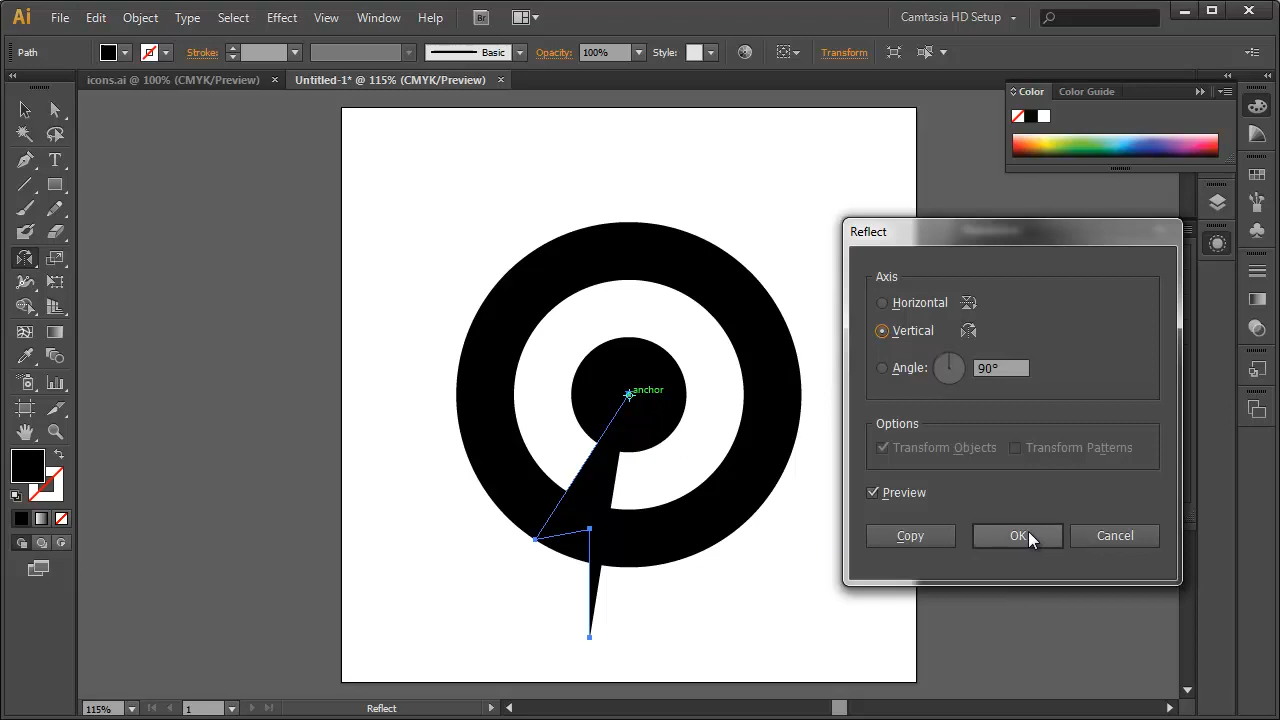 Ai File Edit Object Type Select Effect View Window Help Br Camtasia HD Setup
Path Stroke: Basic Opacity: 100% Style: Transform
icons.ai @ 100% (CMYK/Preview) × Untitled-1* @ 115% (CMYK/Preview) ×
Color Color Guide
Reflect
Axis
Horizontal
Vertical
Angle: 90°
anchor
Options
Transform Objects Transform Patterns
Preview
Copy OK Cancel
115% 1 Reflect